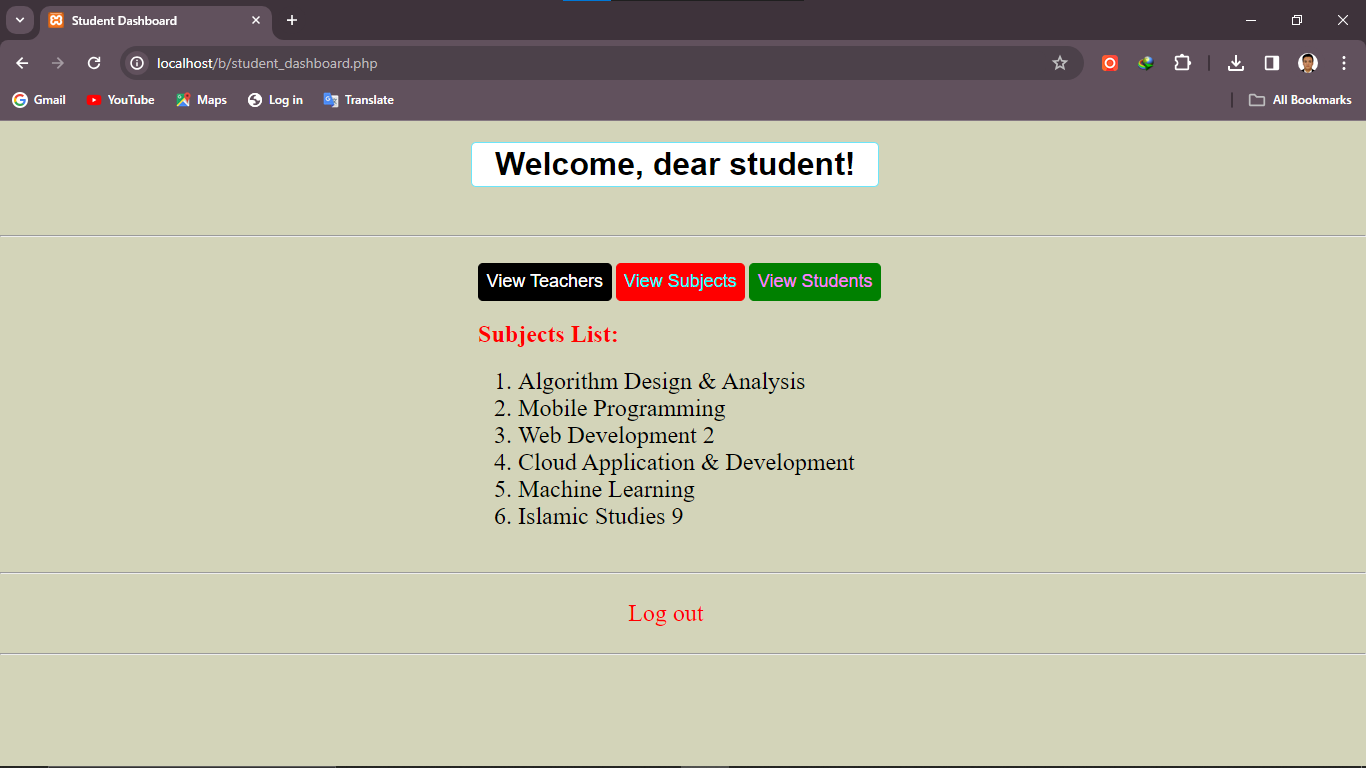 Student Dashboard
localhost/b/student_dashboard.php
Gmail YouTube Maps Log in Translate All Bookmarks
Welcome, dear student!
View Teachers View Subjects View Students
Subjects List:
1. Algorithm Design & Analysis
2. Mobile Programming
3. Web Development 2
4. Cloud Application & Development
5. Machine Learning
6. Islamic Studies 9
Log out